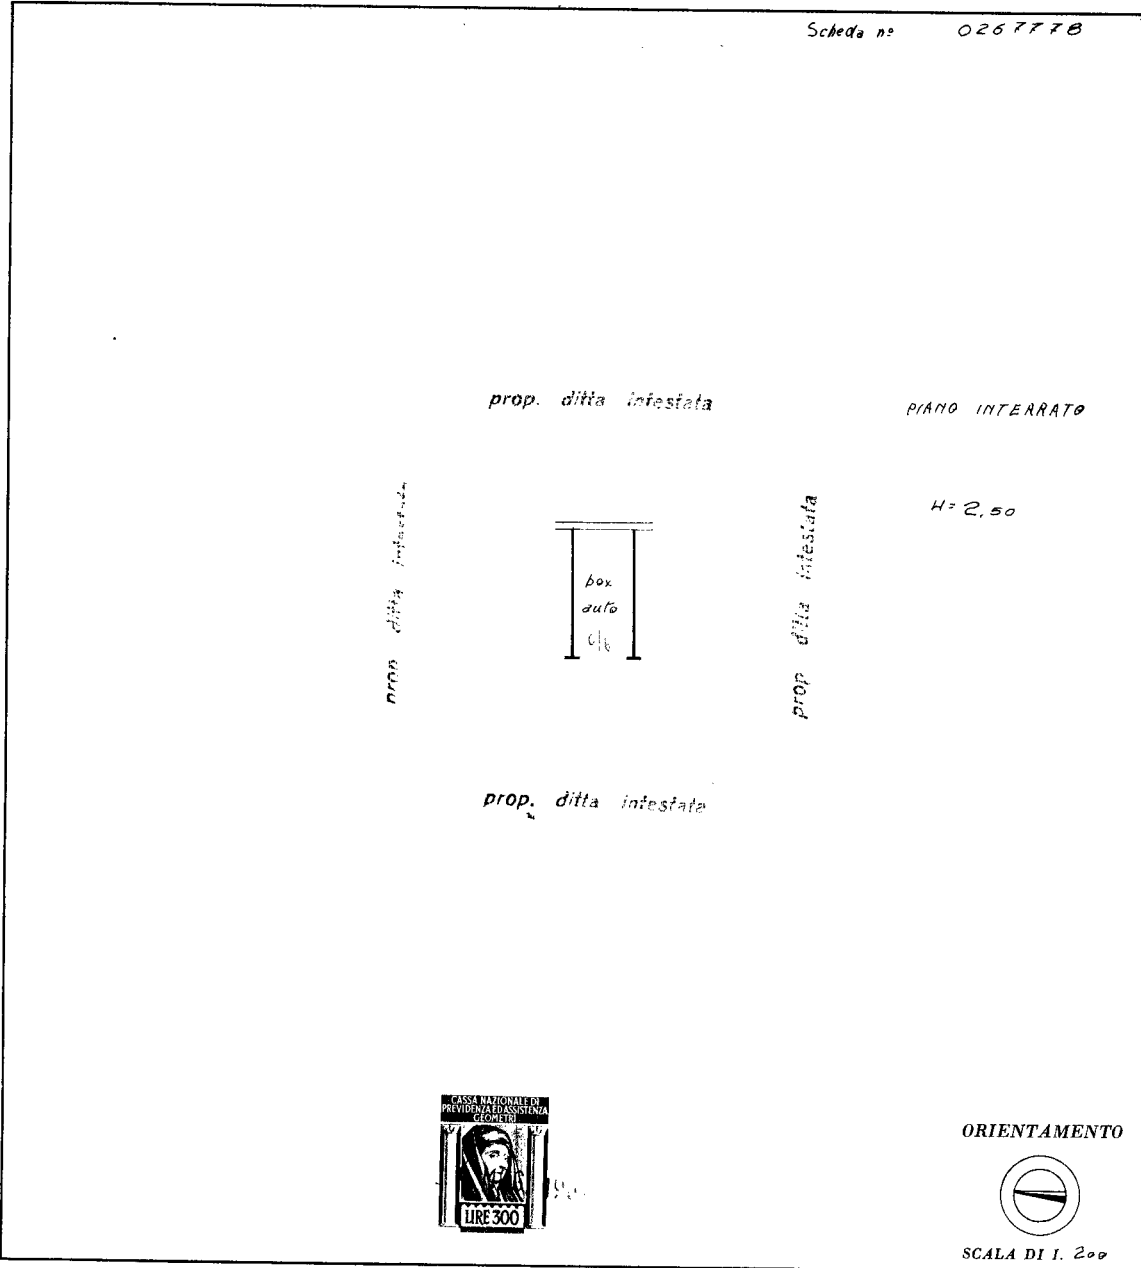 Scheda nº 0267778
prop. ditta intestata
PIANO INTERRATO
prop ditta intestata
H= 2,50
prop ditta intestata
box
auto
prop. ditta intestata
CASSA NAZIONALE DI
PREVIDENZA ED ASSISTENZA
GEOMETRI
LIRE 300
ORIENTAMENTO
SCALA DI 1. 200